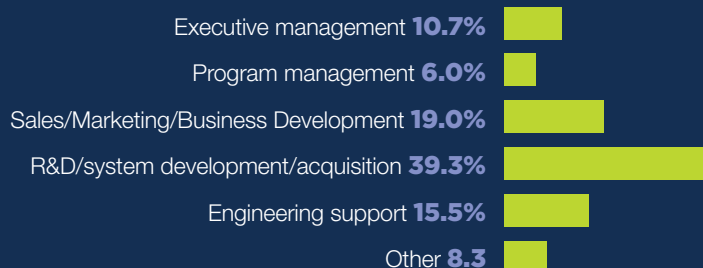 Executive management 10.7%
Program management 6.0%
Sales/Marketing/Business Development 19.0%
R&D/system development/acquisition 39.3%
Engineering support 15.5%
Other 8.3